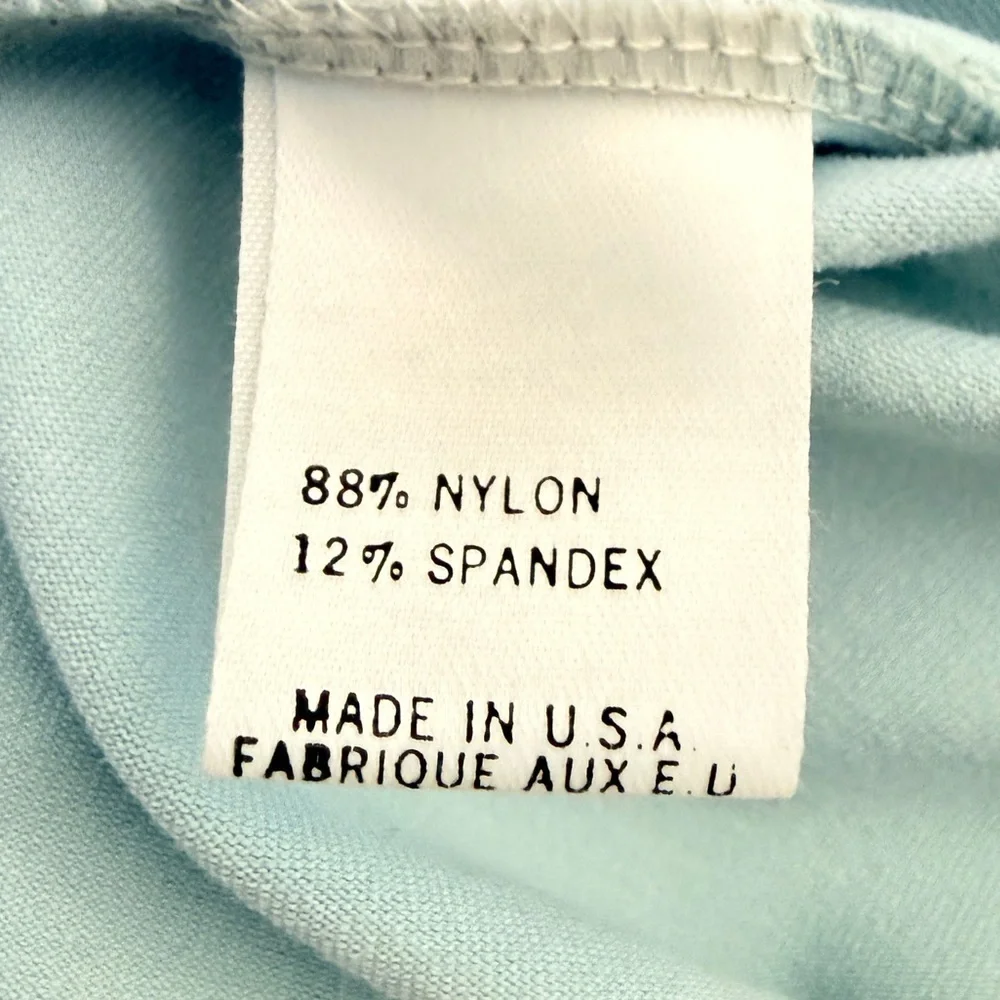 88% NYLON
12% SPANDEX
MADE IN U.S.A.
FABRIQUE AUX E.U